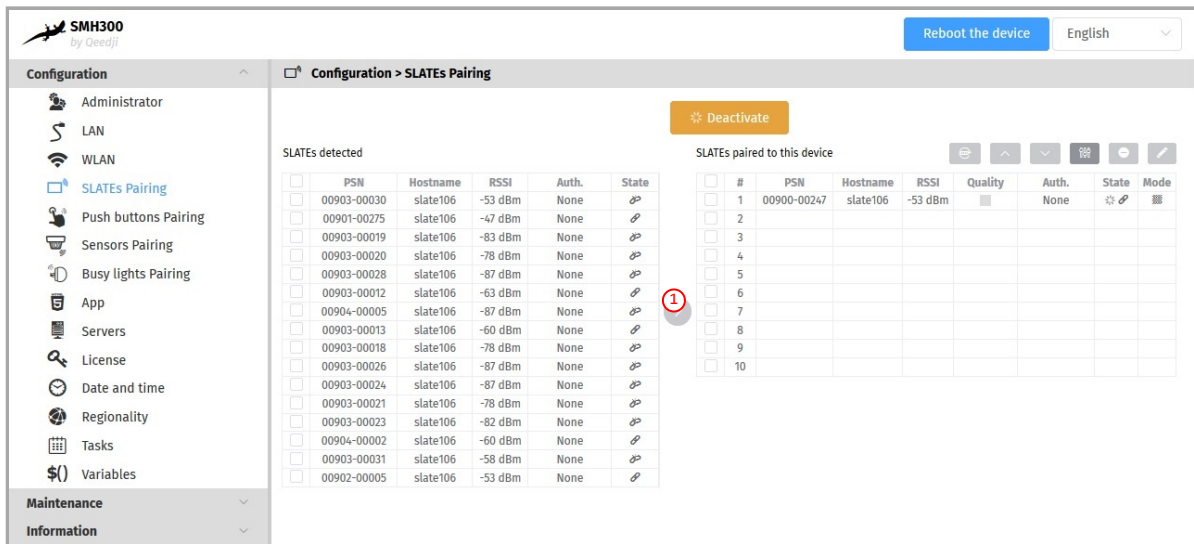 SMH300
by Qeedji
Reboot the device
English
Configuration
Configuration > SLATEs Pairing
Administrator
LAN
WLAN
SLATEs Pairing
Push buttons Pairing
Sensors Pairing
Busy lights Pairing
App
Servers
License
Date and time
Regionality
Tasks
$() Variables
Maintenance
Information
Deactivate
SLATEs detected
PSN Hostname RSSI Auth. State
00903-00030 slate106 -53 dBm None
00901-00275 slate106 -47 dBm None
00903-00019 slate106 -83 dBm None
00903-00020 slate106 -78 dBm None
00903-00028 slate106 -87 dBm None
00903-00012 slate106 -63 dBm None
00904-00005 slate106 -87 dBm None
00903-00013 slate106 -60 dBm None
00903-00018 slate106 -78 dBm None
00903-00026 slate106 -87 dBm None
00903-00024 slate106 -87 dBm None
00903-00021 slate106 -78 dBm None
00903-00023 slate106 -82 dBm None
00904-00002 slate106 -60 dBm None
00903-00031 slate106 -58 dBm None
00902-00005 slate106 -53 dBm None
1
SLATEs paired to this device
# PSN Hostname RSSI Quality Auth. State Mode
1 00900-00247 slate106 -53 dBm None
2
3
4
5
6
7
8
9
10